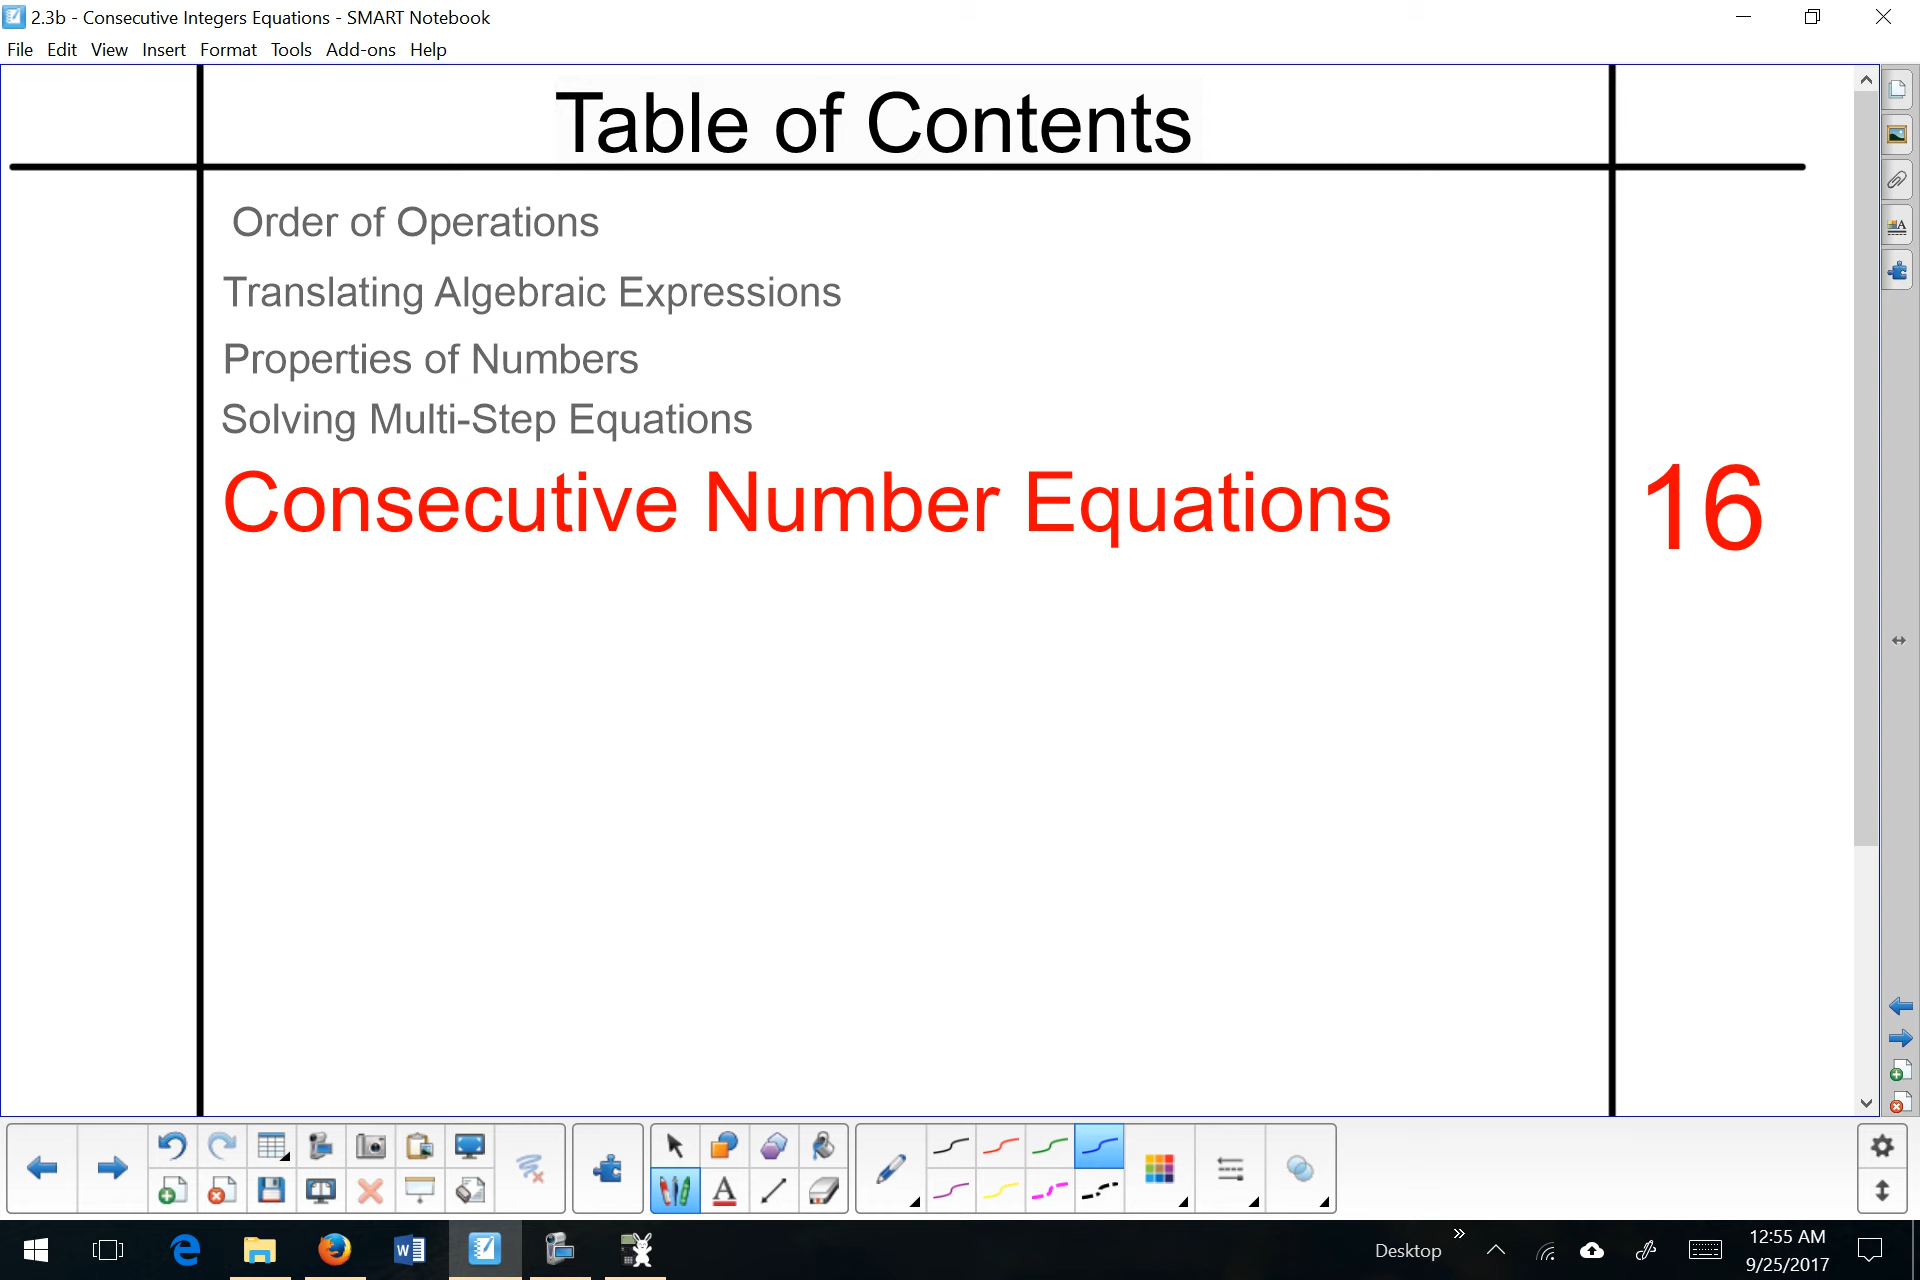 2.3b - Consecutive Integers Equations - SMART Notebook
File Edit View Insert Format Tools Add-ons Help
Table of Contents
Order of Operations
Translating Algebraic Expressions
Properties of Numbers
Solving Multi-Step Equations
Consecutive Number Equations 16
Desktop
12:55 AM
9/25/2017